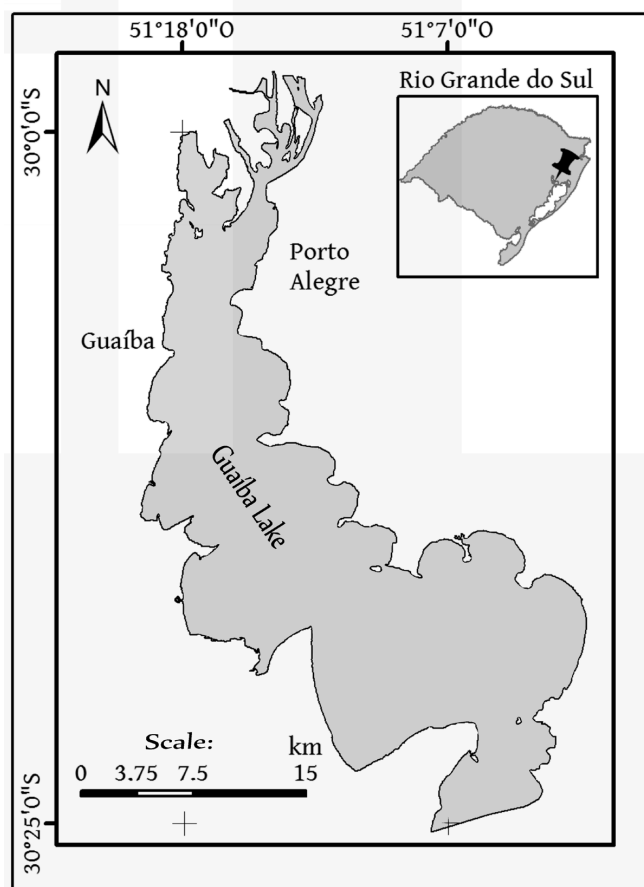 51°18'0"O
51°7'0"O
N
30°0'0"S
Rio Grande do Sul
Porto
Alegre
Guaíba
Guaíba Lake
Scale:
km
0
3.75
7.5
15
30°25'0"S